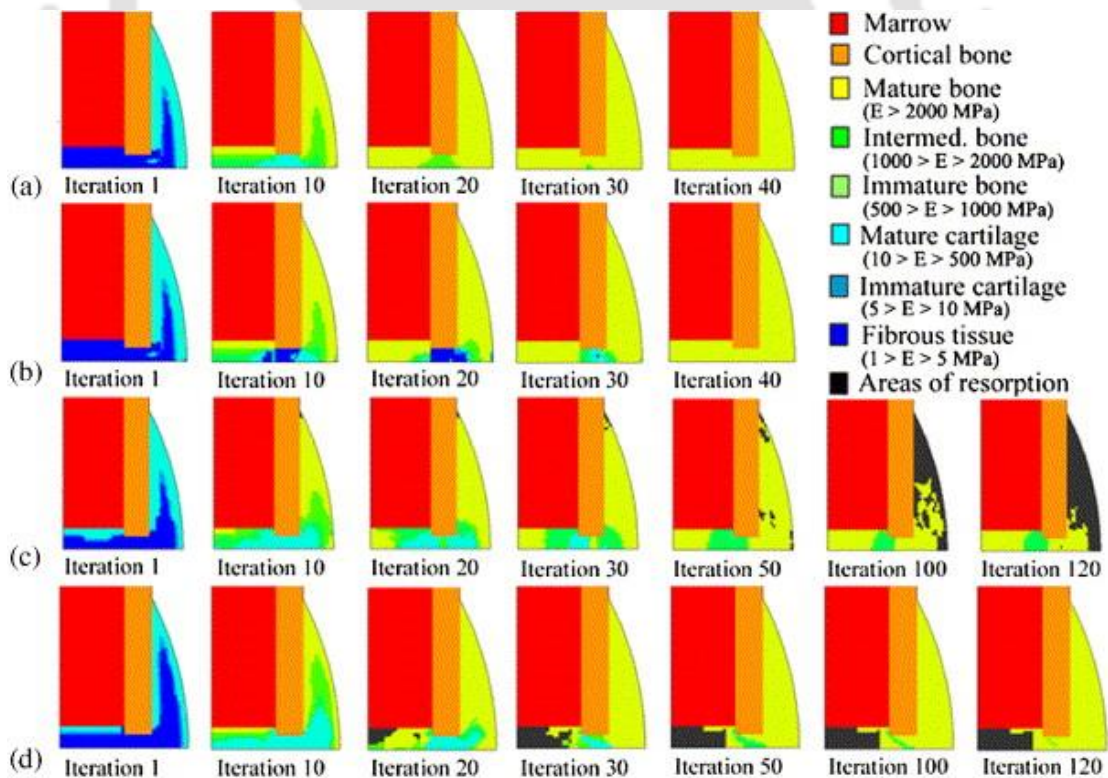 Marrow
Cortical bone
Mature bone
(E > 2000 MPa)
Intermed. bone
(1000 > E > 2000 MPa)
Immature bone
(500 > E > 1000 MPa)
Mature cartilage
(10 > E > 500 MPa)
Immature cartilage
(5 > E > 10 MPa)
Fibrous tissue
(1 > E > 5 MPa)
Areas of resorption
(a) Iteration 1 Iteration 10 Iteration 20 Iteration 30 Iteration 40
(b) Iteration 1 Iteration 10 Iteration 20 Iteration 30 Iteration 40
(c) Iteration 1 Iteration 10 Iteration 20 Iteration 30 Iteration 50 Iteration 100 Iteration 120
(d) Iteration 1 Iteration 10 Iteration 20 Iteration 30 Iteration 50 Iteration 100 Iteration 120